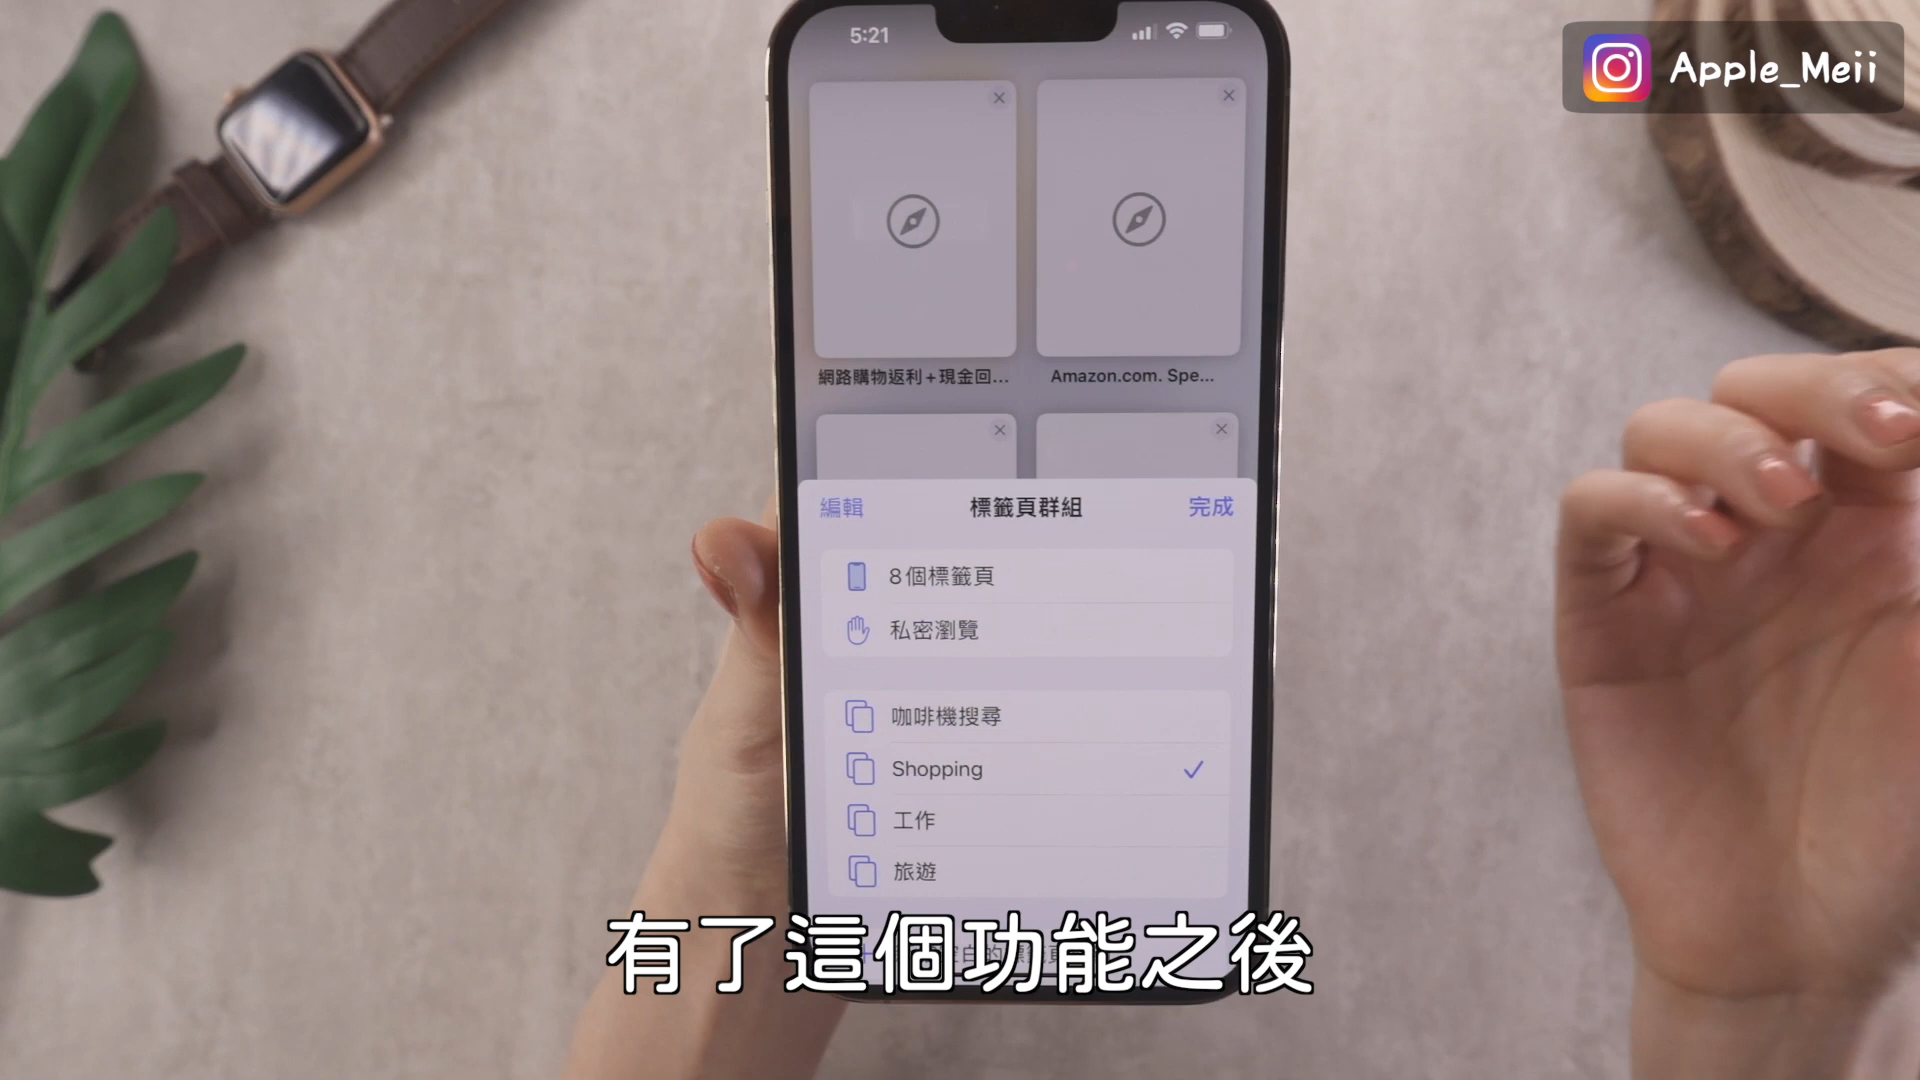 5:21
Apple_Meii
網路購物返利+現金回...
Amazon.com. Spe...
編輯
標籤頁群組
完成
8個標籤頁
私密瀏覽
咖啡機搜尋
Shopping
工作
旅遊
有了這個功能之後